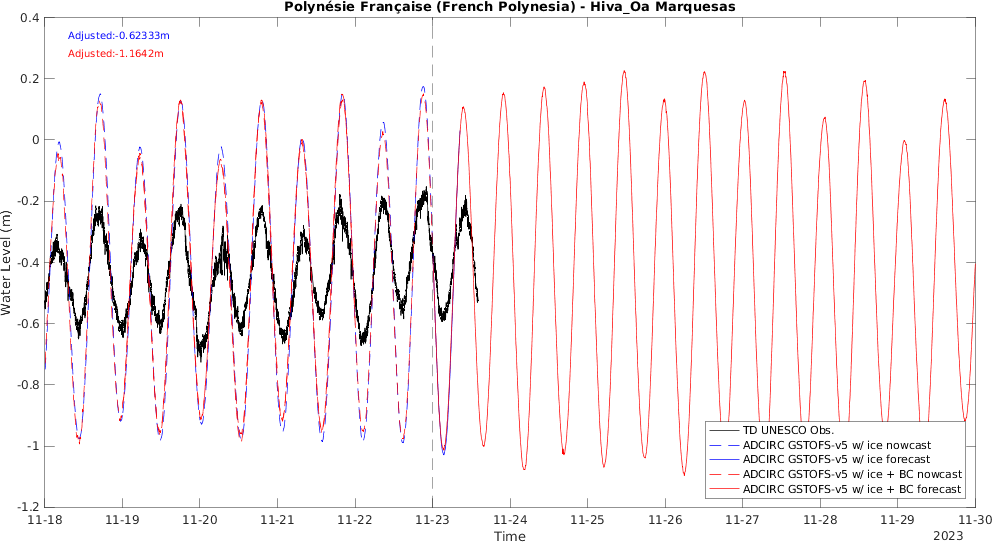 Polynésie Française (French Polynesia) - Hiva_Oa Marquesas
Adjusted:-0.62333m
Adjusted:-1.1642m
0.4
0.2
0
-0.2
-0.4
-0.6
-0.8
-1
-1.2
Water Level (m)
TD UNESCO Obs.
ADCIRC GSTOFS-v5 w/ ice nowcast
ADCIRC GSTOFS-v5 w/ ice forecast
ADCIRC GSTOFS-v5 w/ ice + BC nowcast
ADCIRC GSTOFS-v5 w/ ice + BC forecast
11-18 11-19 11-20 11-21 11-22 11-23 11-24 11-25 11-26 11-27 11-28 11-29 11-30
Time
2023